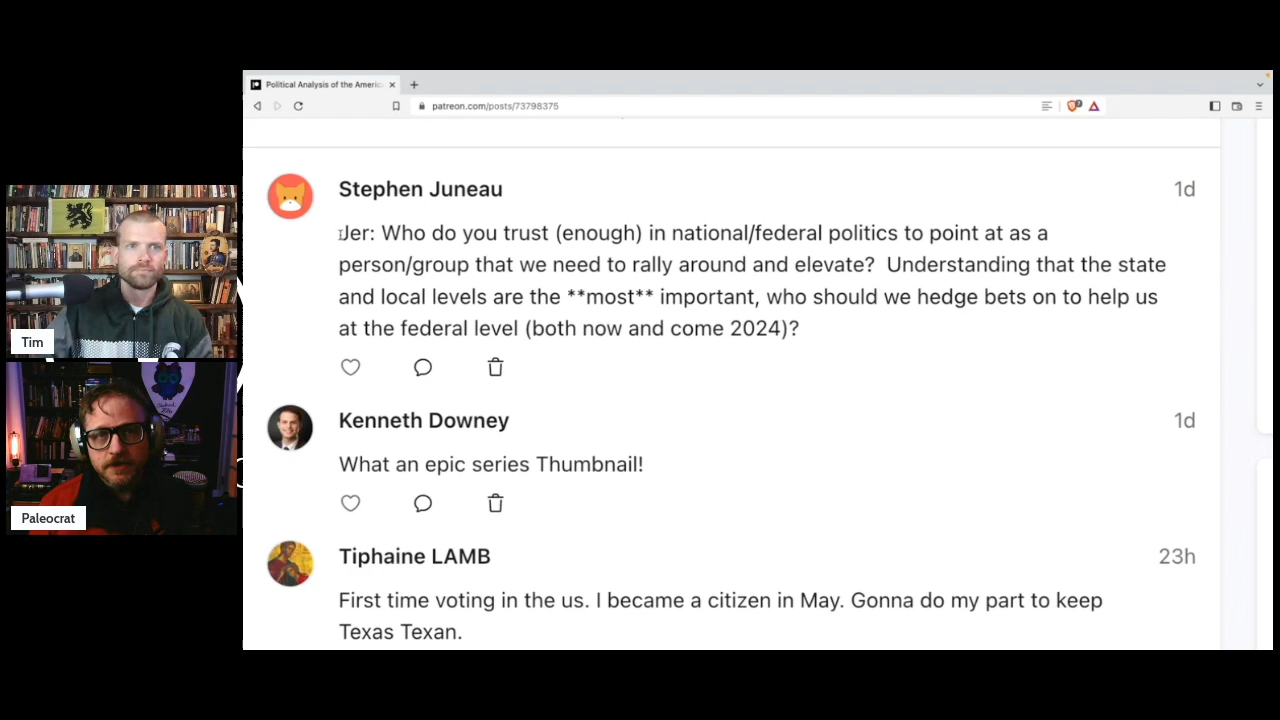 Political Analysis of the Americ
patreon.com/posts/73798375
Stephen Juneau
1d
Jer: Who do you trust (enough) in national/federal politics to point at as a
person/group that we need to rally around and elevate?  Understanding that the state
and local levels are the **most** important, who should we hedge bets on to help us
at the federal level (both now and come 2024)?
Kenneth Downey
1d
What an epic series Thumbnail!
Tiphaine LAMB
23h
First time voting in the us. I became a citizen in May. Gonna do my part to keep
Texas Texan.
Tim
Paleocrat